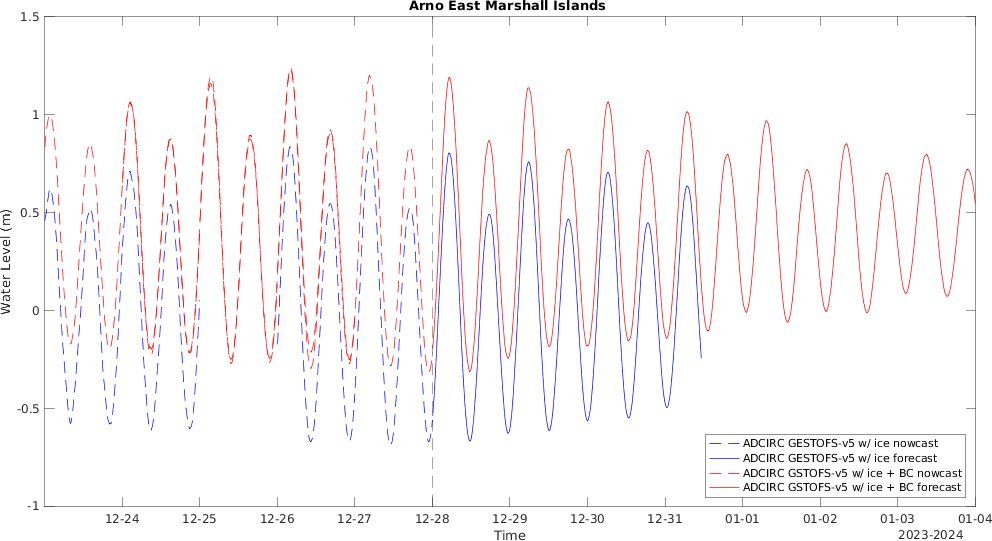 Arno East Marshall Islands
1.5
1
0.5
0
-0.5
-1
Water Level (m)
ADCIRC GESTOFS-v5 w/ ice nowcast
ADCIRC GESTOFS-v5 w/ ice forecast
ADCIRC GSTOFS-v5 w/ ice + BC nowcast
ADCIRC GSTOFS-v5 w/ ice + BC forecast
12-24 12-25 12-26 12-27 12-28 12-29 12-30 12-31 01-01 01-02 01-03 01-04
Time
2023-2024